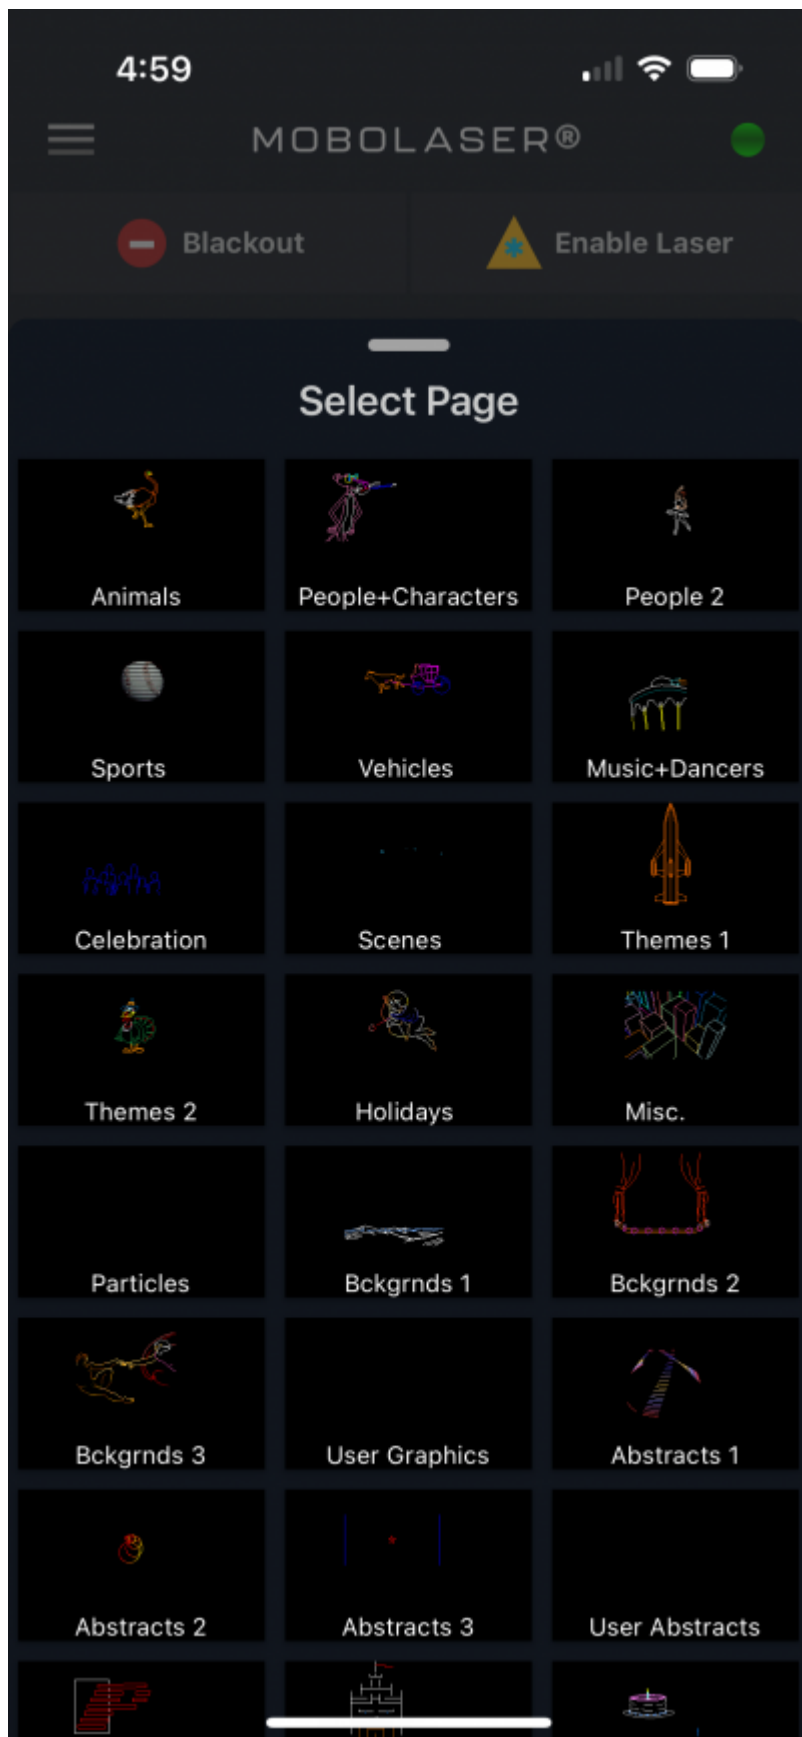 4:59
MOBOLASER®
Blackout
Enable Laser
Select Page
Animals
People+Characters
People 2
Sports
Vehicles
Music+Dancers
Celebration
Scenes
Themes 1
Themes 2
Holidays
Misc.
Particles
Bckgrnds 1
Bckgrnds 2
Bckgrnds 3
User Graphics
Abstracts 1
Abstracts 2
Abstracts 3
User Abstracts